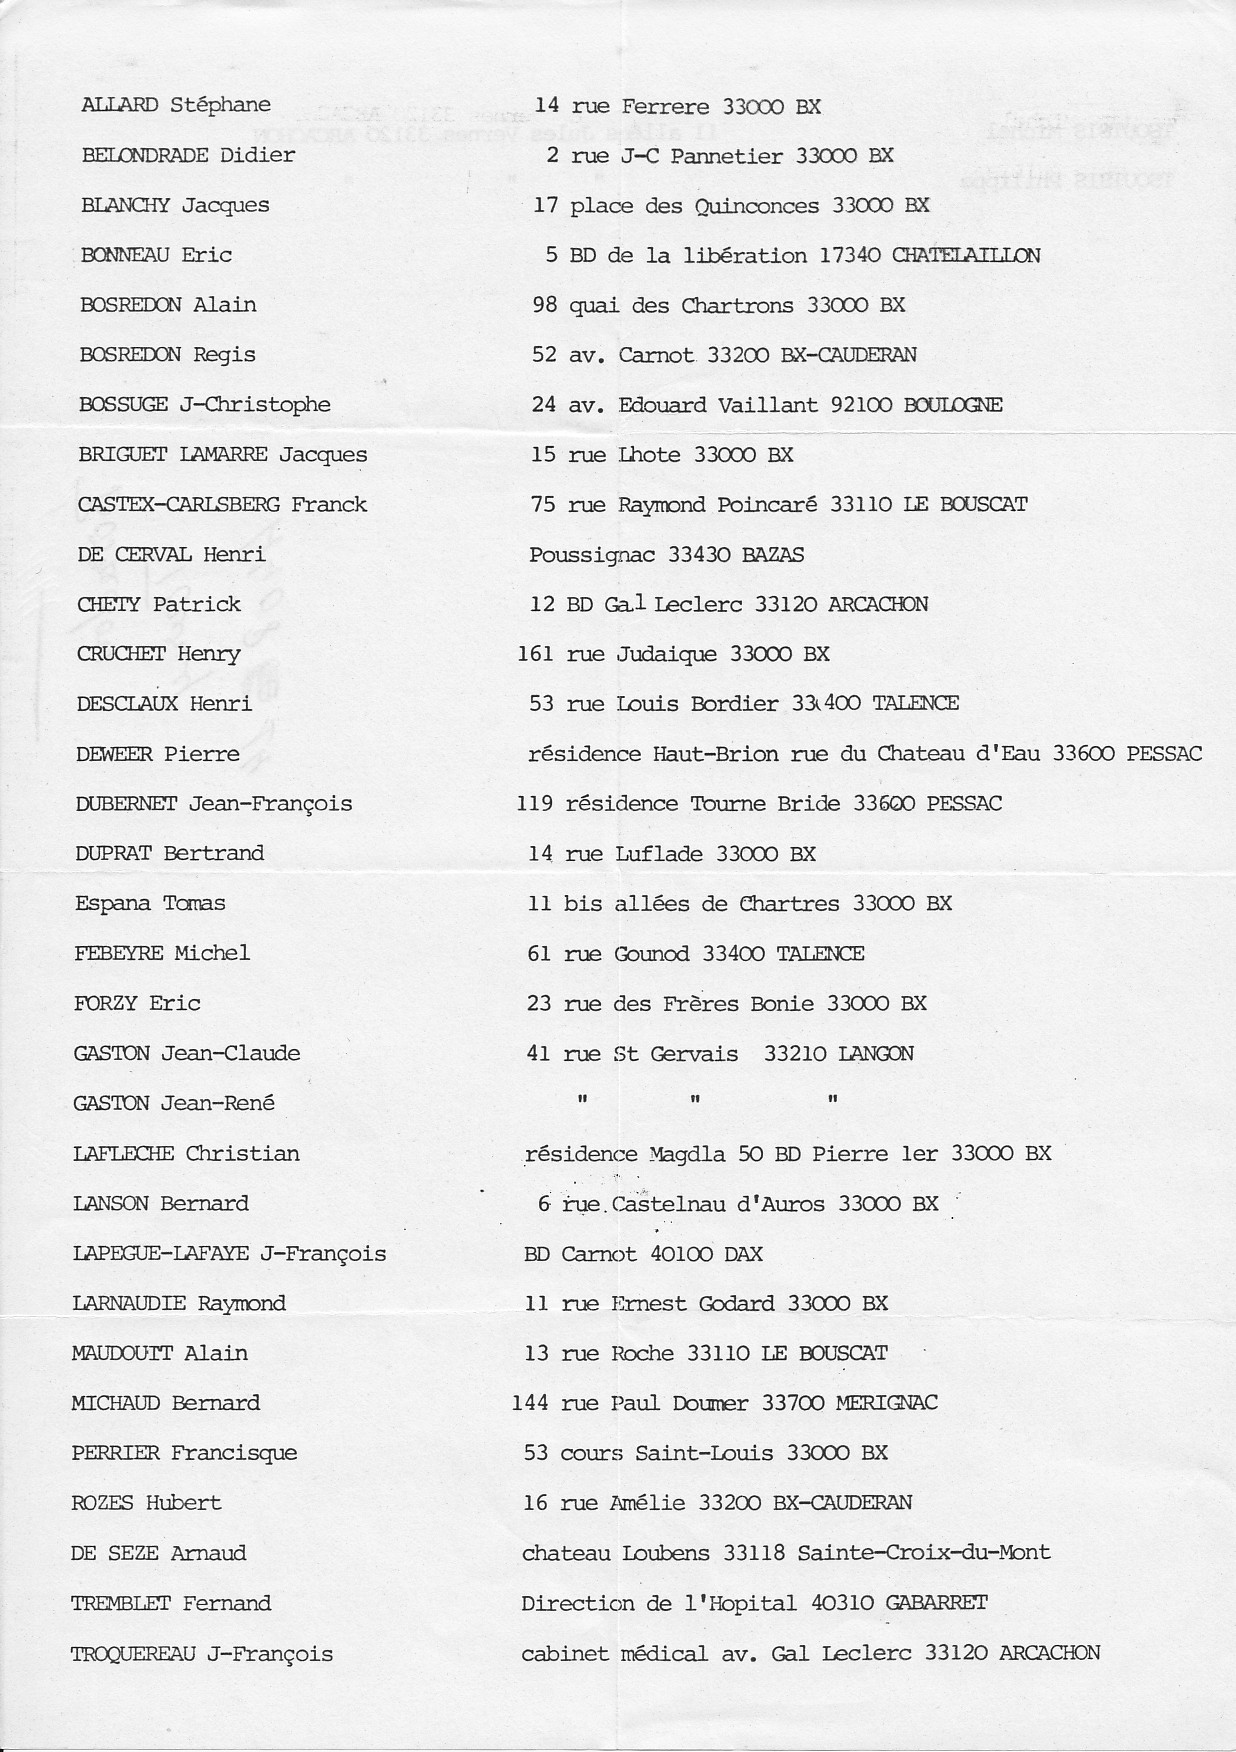 ALLARD Stéphane 14 rue Ferrere 33000 BX
BELONDRADE Didier 2 rue J-C Pannetier 33000 BX
BLANCHY Jacques 17 place des Quinconces 33000 BX
BONNEAU Eric 5 BD de la libération 17340 CHATELAILLON
BOSREDON Alain 98 quai des Chartrons 33000 BX
BOSREDON Regis 52 av. Carnot 33200 BX-CAUDERAN
BOSSUGE J-Christophe 24 av. Edouard Vaillant 92100 BOULOGNE
BRIGUET LAMARRE Jacques 15 rue Lhote 33000 BX
CASTEX-CARLSBERG Franck 75 rue Raymond Poincaré 33110 LE BOUSCAT
DE CERVAL Henri Poussignac 33430 BAZAS
CHETY Patrick 12 BD Gal Leclerc 33120 ARCACHON
CRUCHET Henry 161 rue Judaique 33000 BX
DESCLAUX Henri 53 rue Louis Bordier 33400 TALENCE
DEWEER Pierre résidence Haut-Brion rue du Chateau d'Eau 33600 PESSAC
DUBERNET Jean-François 119 résidence Tourne Bride 33600 PESSAC
DUPRAT Bertrand 14 rue Luflade 33000 BX
Espana Tomas 11 bis allées de Chartres 33000 BX
FEBEYRE Michel 61 rue Gounod 33400 TALENCE
FORZY Eric 23 rue des Frères Bonie 33000 BX
GASTON Jean-Claude 41 rue St Gervais 33210 LANGON
GASTON Jean-René " " "
LAFLECHE Christian résidence Magdla 50 BD Pierre 1er 33000 BX
LANSON Bernard 6 rue Castelnau d'Auros 33000 BX
LAPEGUE-LAFAYE J-François BD Carnot 40100 DAX
LARNAUDIE Raymond 11 rue Ernest Godard 33000 BX
MAUDOUIT Alain 13 rue Roche 33110 LE BOUSCAT
MICHAUD Bernard 144 rue Paul Doumer 33700 MERIGNAC
PERRIER Francisque 53 cours Saint-Louis 33000 BX
ROZES Hubert 16 rue Amélie 33200 BX-CAUDERAN
DE SEZE Arnaud chateau Loubens 33118 Sainte-Croix-du-Mont
TREMBLET Fernand Direction de l'Hopital 40310 GABARRET
TROQUEREAU J-François cabinet médical av. Gal Leclerc 33120 ARCACHON